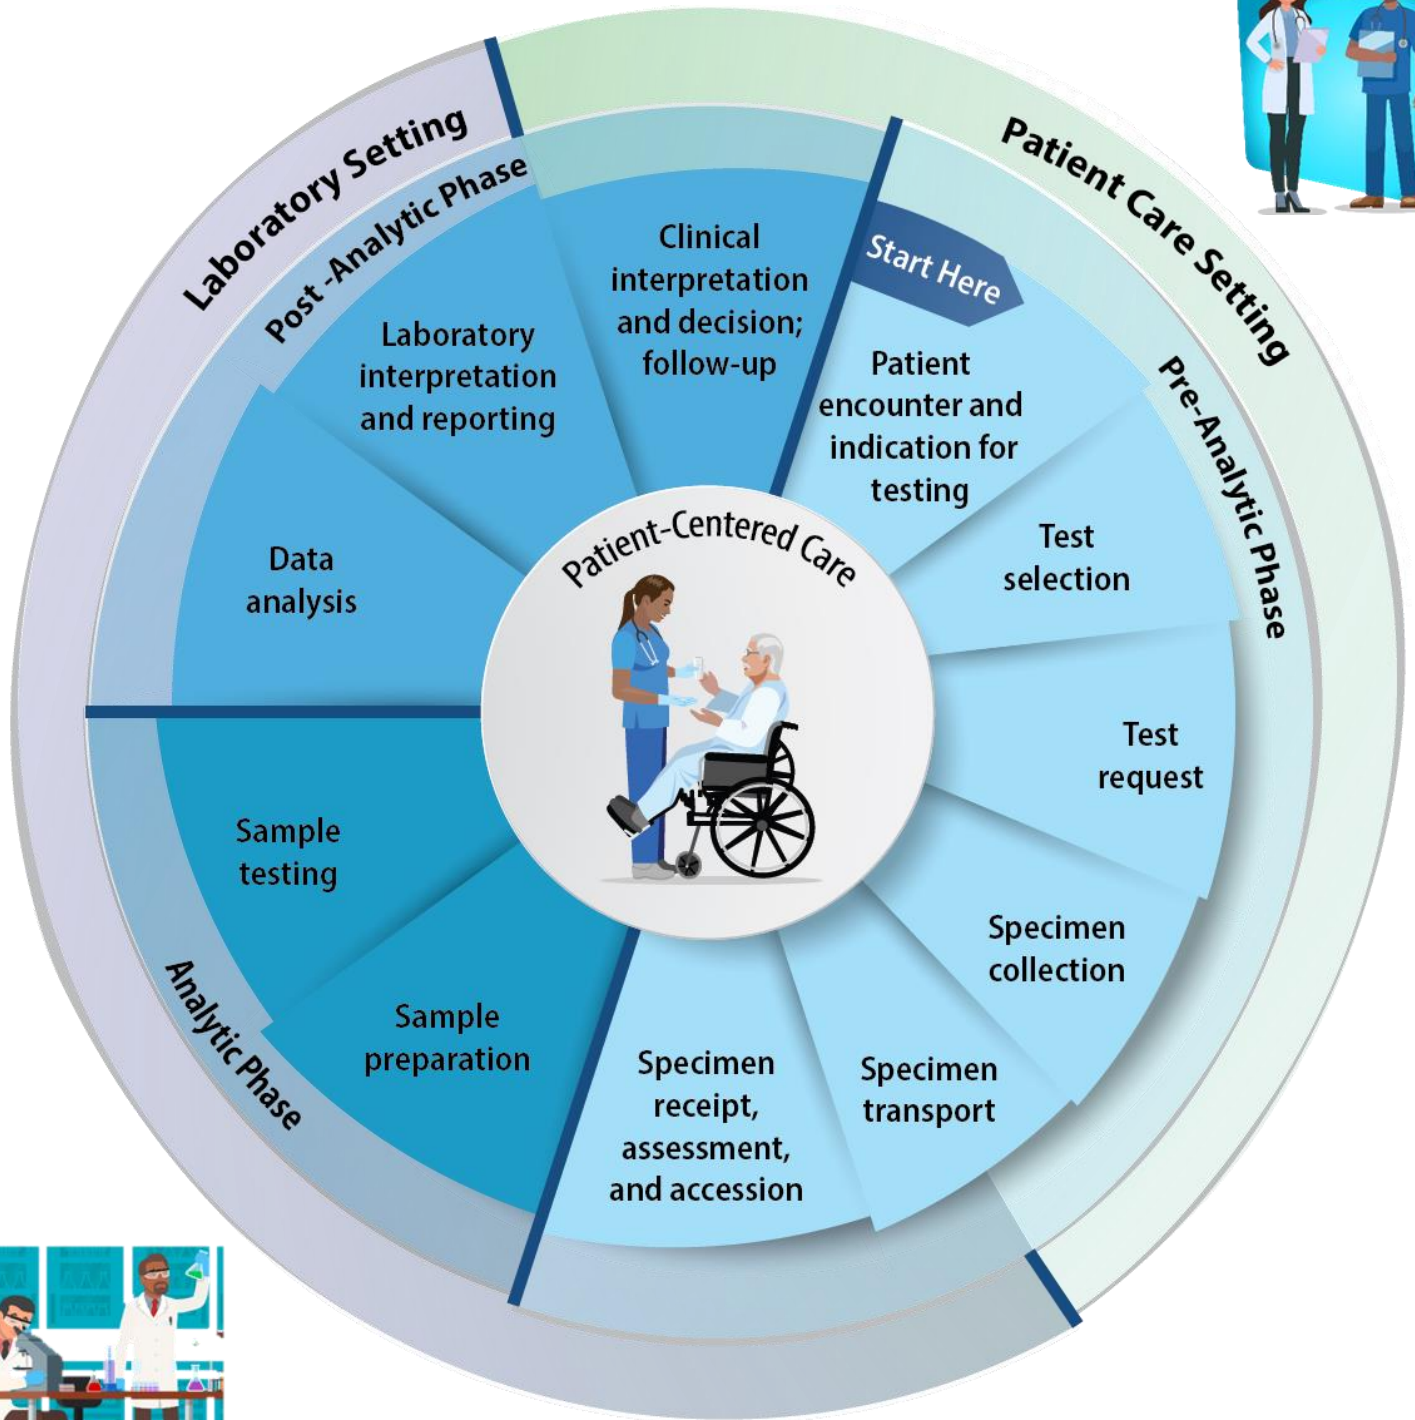 Laboratory Setting
Patient Care Setting
Post -Analytic Phase
Pre-Analytic Phase
Analytic Phase
Start Here
Patient
encounter and
indication for
testing
Test
selection
Test
request
Specimen
collection
Specimen
transport
Specimen
receipt,
assessment,
and accession
Sample
preparation
Sample
testing
Data
analysis
Laboratory
interpretation
and reporting
Clinical
interpretation
and decision;
follow-up
Patient-Centered Care